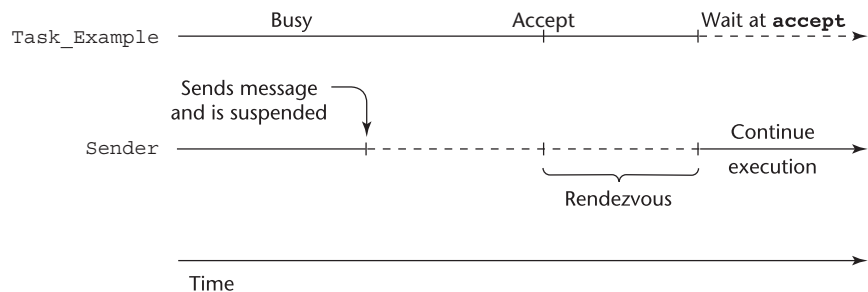 Busy
Accept
Wait at accept
Task_Example
Sends message
and is suspended
Sender
Continue
execution
Rendezvous
Time